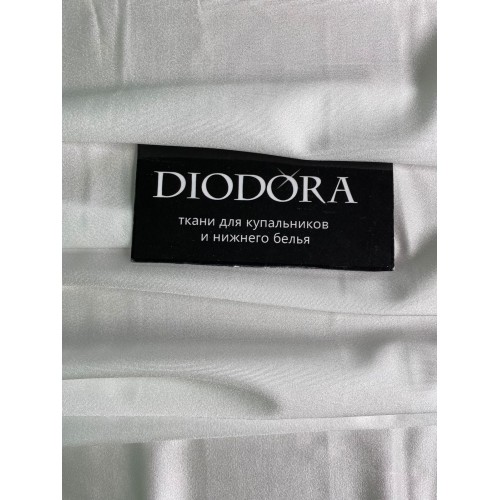 DIODORA
ткани для купальников
и нижнего белья